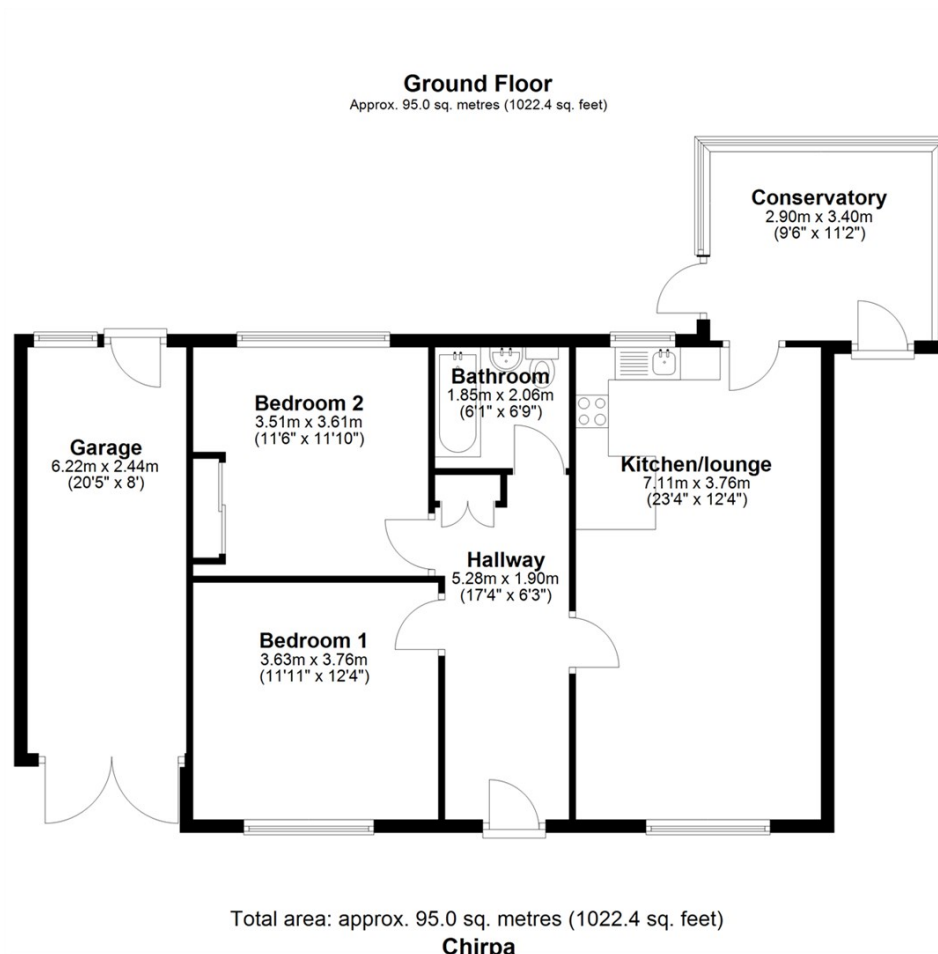 Ground Floor
Approx. 95.0 sq. metres (1022.4 sq. feet)
Conservatory
2.90m x 3.40m
(9'6" x 11'2")
Bathroom
1.85m x 2.06m
(6'1" x 6'9")
Bedroom 2
3.51m x 3.61m
(11'6" x 11'10")
Garage
6.22m x 2.44m
(20'5" x 8')
Kitchen/lounge
7.11m x 3.76m
(23'4" x 12'4")
Hallway
5.28m x 1.90m
(17'4" x 6'3")
Bedroom 1
3.63m x 3.76m
(11'11" x 12'4")
Total area: approx. 95.0 sq. metres (1022.4 sq. feet)
Chirpa